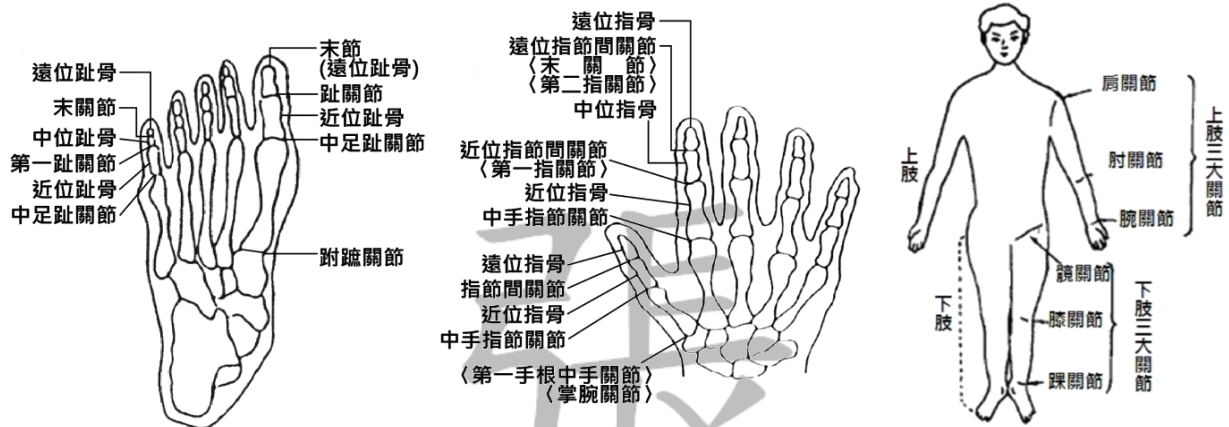 遠位趾骨
末關節
中位趾骨
第一趾關節
近位趾骨
中足趾關節
末節
(遠位趾骨)
趾關節
近位趾骨
中足趾關節
跗蹠關節
遠位指骨
遠位指節間關節
〈末關節〉
〈第二指關節〉
中位指骨
近位指節間關節
〈第一指關節〉
近位指骨
中手指節關節
遠位指骨
指節間關節
近位指骨
中手指節關節
〈第一手根中手關節〉
〈掌腕關節〉
上肢
下肢
肩關節
肘關節
腕關節
上肢三大關節
髖關節
膝關節
踝關節
下肢三大關節